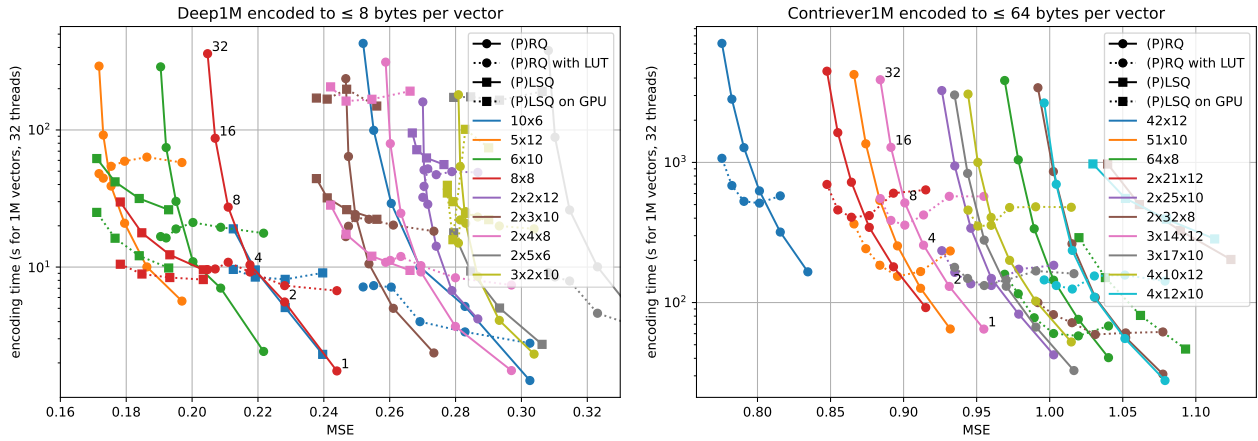 Deep1M encoded to ≤ 8 bytes per vector
encoding time (s for 1M vectors, 32 threads)
10²
10¹
32
16
8
4
2
1
(P)RQ
(P)RQ with LUT
(P)LSQ
(P)LSQ on GPU
10x6
5x12
6x10
8x8
2x2x12
2x3x10
2x4x8
2x5x6
3x2x10
0.16 0.18 0.20 0.22 0.24 0.26 0.28 0.30 0.32
MSE
Contriever1M encoded to ≤ 64 bytes per vector
encoding time (s for 1M vectors, 32 threads)
10³
10²
32
16
8
4
2
1
(P)RQ
(P)RQ with LUT
(P)LSQ
(P)LSQ on GPU
42x12
51x10
64x8
2x21x12
2x25x10
2x32x8
3x14x12
3x17x10
4x10x12
4x12x10
0.80 0.85 0.90 0.95 1.00 1.05 1.10
MSE